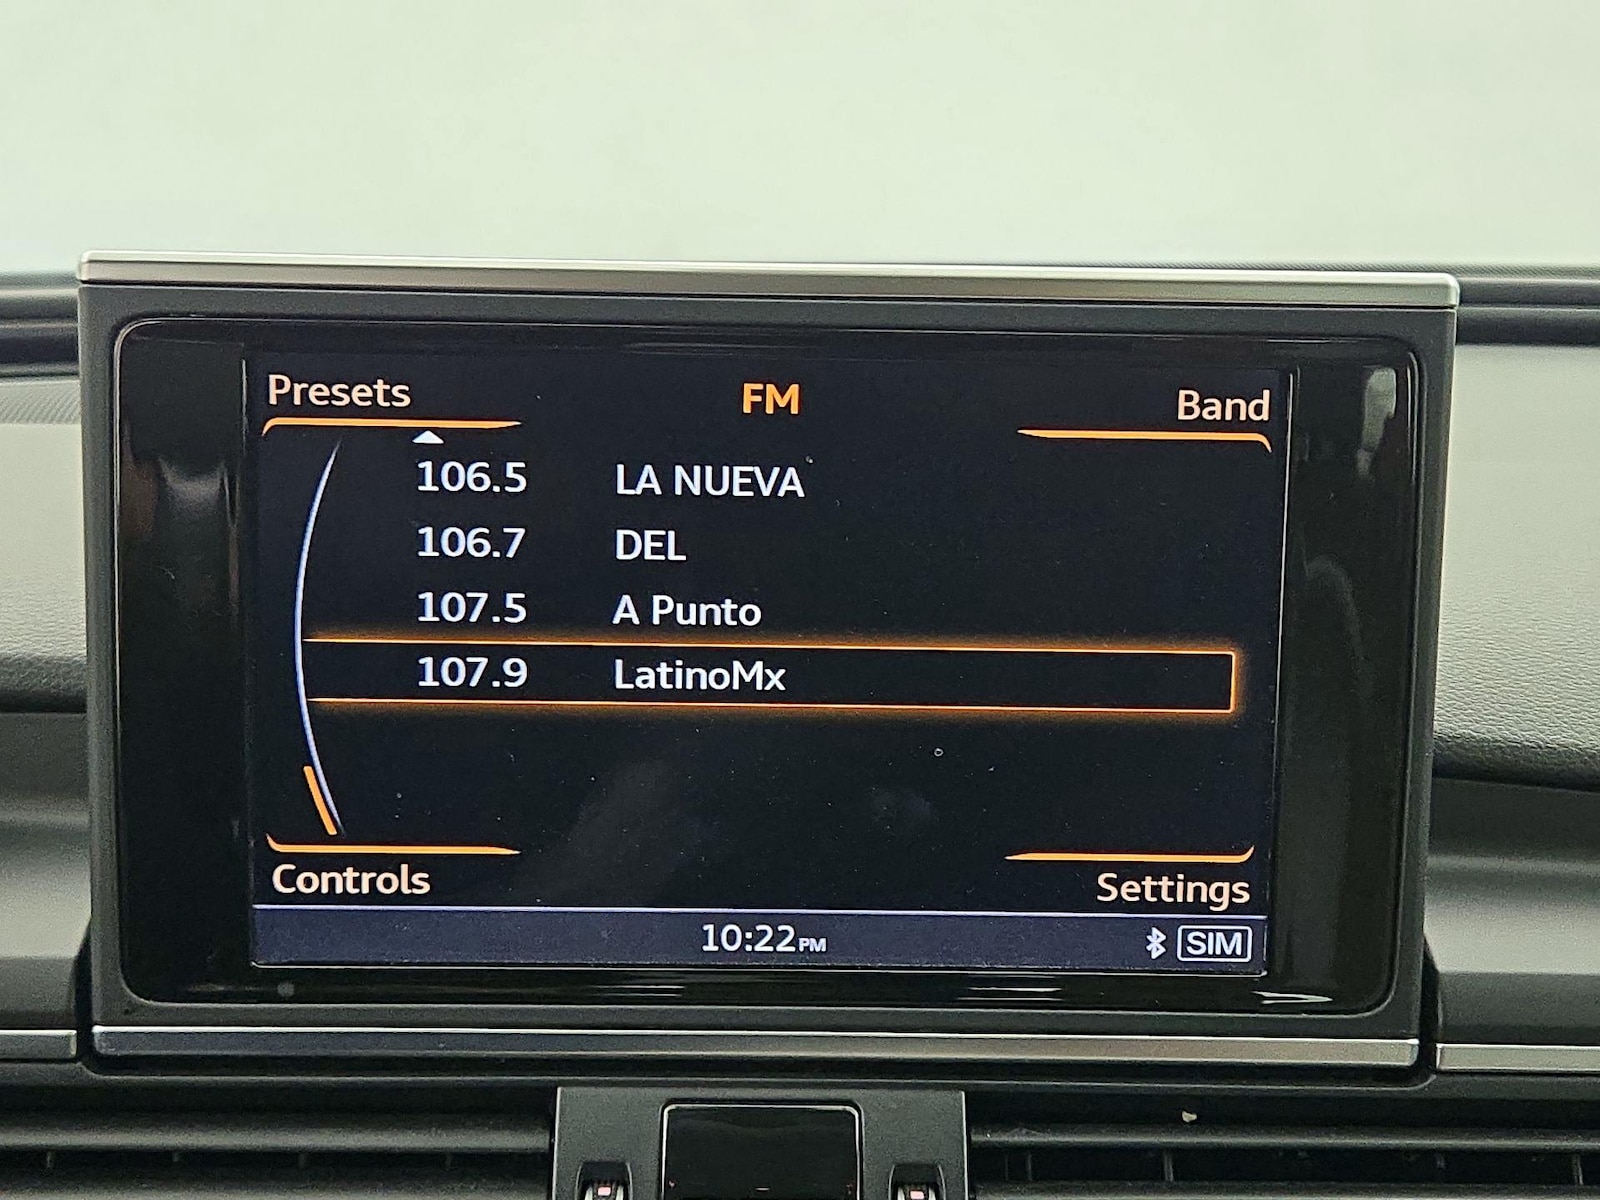 Presets FM Band
106.5 LA NUEVA
106.7 DEL
107.5 A Punto
107.9 LatinoMx
Controls Settings
10:22PM SIM